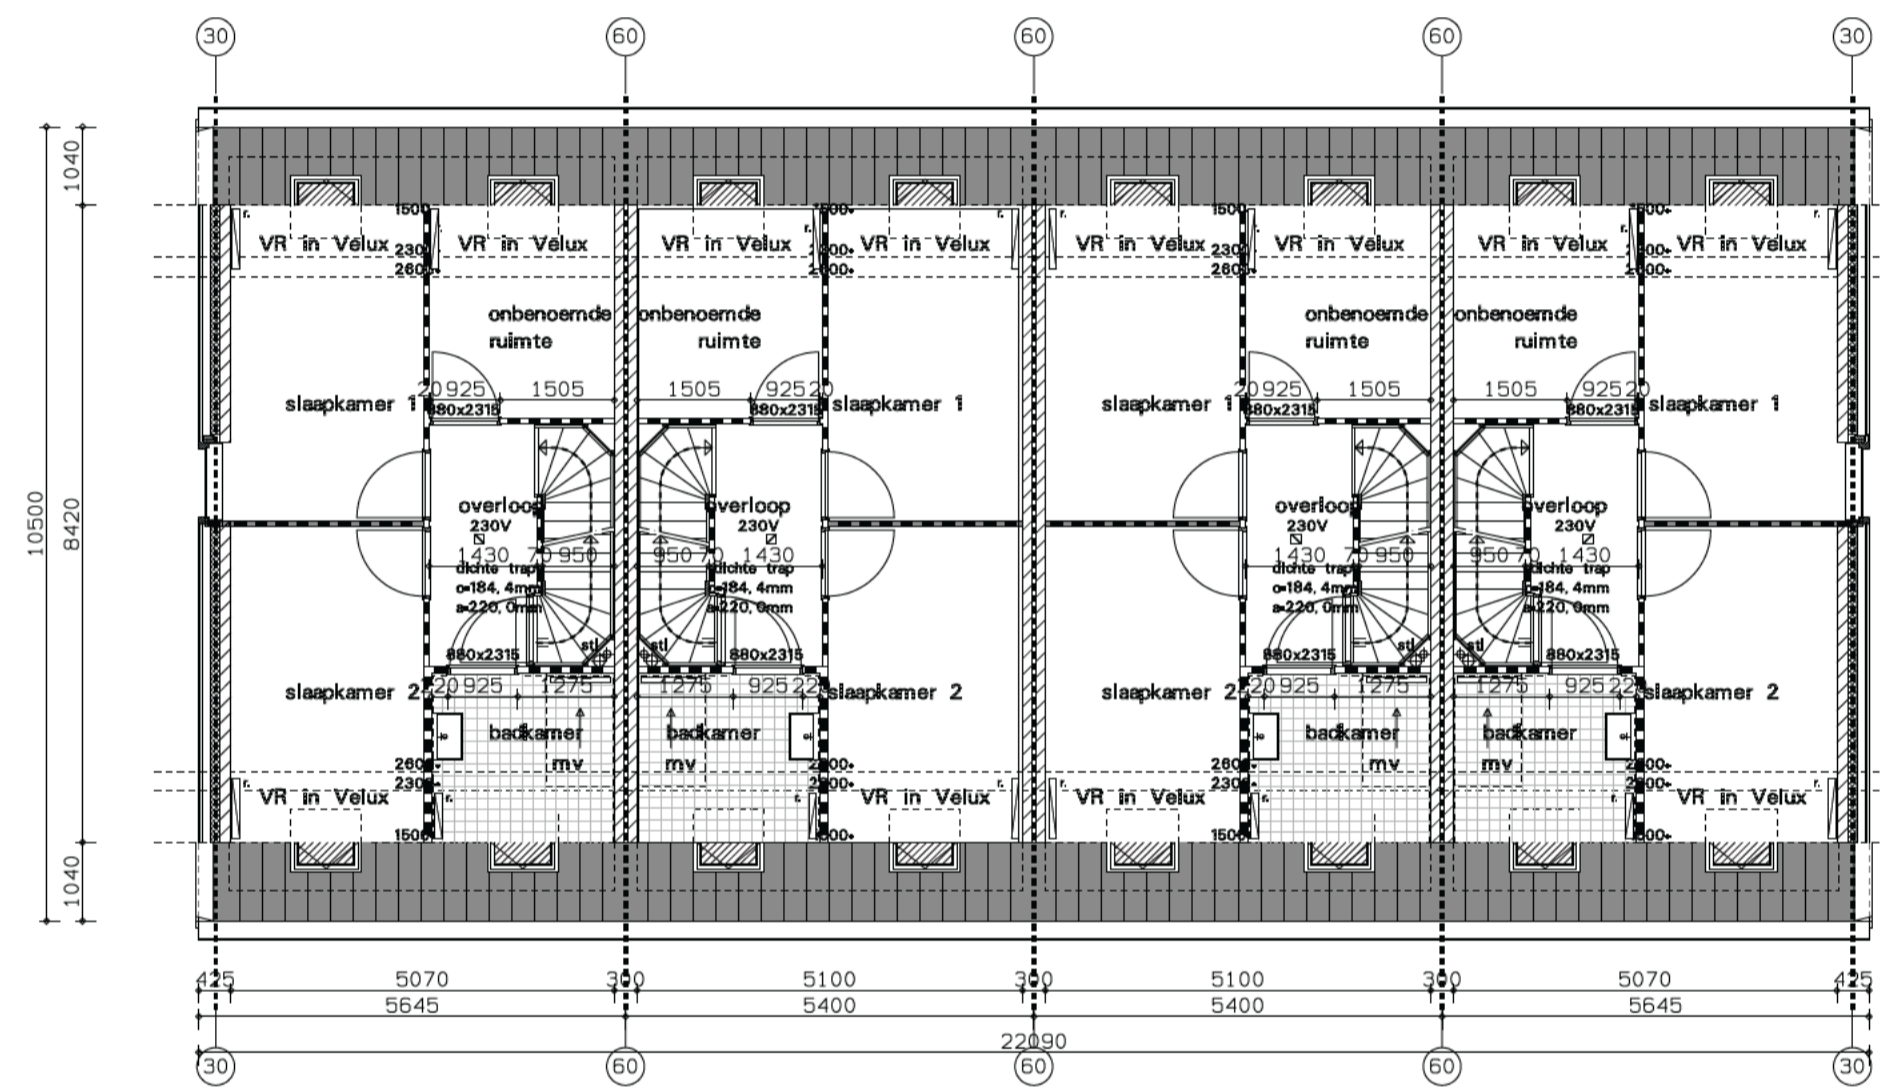 30 60 60 60 30
1040
1500 1500+ 1500 1500+
r. r. r. r. r. r. r. r.
VR in Velux VR in Velux VR in Velux VR in Velux VR in Velux VR in Velux VR in Velux VR in Velux
2300 2300+ 2300 2300+
2600+ 2600+ 2600+ 2600+
onbenoemde onbenoemde onbenoemde onbenoemde
ruimte ruimte ruimte ruimte
20 925 1505 1505 925 20 20 925 1505 1505 925 20
slaapkamer 1 880x2315 880x2315 slaapkamer 1 slaapkamer 1 880x2315 880x2315 slaapkamer 1
10500 8420
overloop overloop overloop overloop
230V 230V 230V 230V
1430 70 950 950 70 1430 1430 70 950 950 70 1430
dichte trap dichte trap dichte trap dichte trap
o=184, 4mm o=184, 4mm o=184, 4mm o=184, 4mm
a=220, 0mm a=220, 0mm a=220, 0mm a=220, 0mm
stl stl stl stl
880x2315 880x2315 880x2315 880x2315
slaapkamer 2 220 925 1275 1275 925 220 slaapkamer 2 slaapkamer 2 220 925 1275 1275 925 220 slaapkamer 2
badkamer badkamer badkamer badkamer
mv mv mv mv
2600+ 2600+ 2600+ 2600+
2300 2300+ 2300 2300+
r. r. r. r. r. r. r. r.
VR in Velux VR in Velux VR in Velux VR in Velux
1500 1500+ 1500 1500+
1040
425 5070 300 5100 300 5100 300 5070 425
5645 5400 5400 5645
22090
30 60 60 60 30